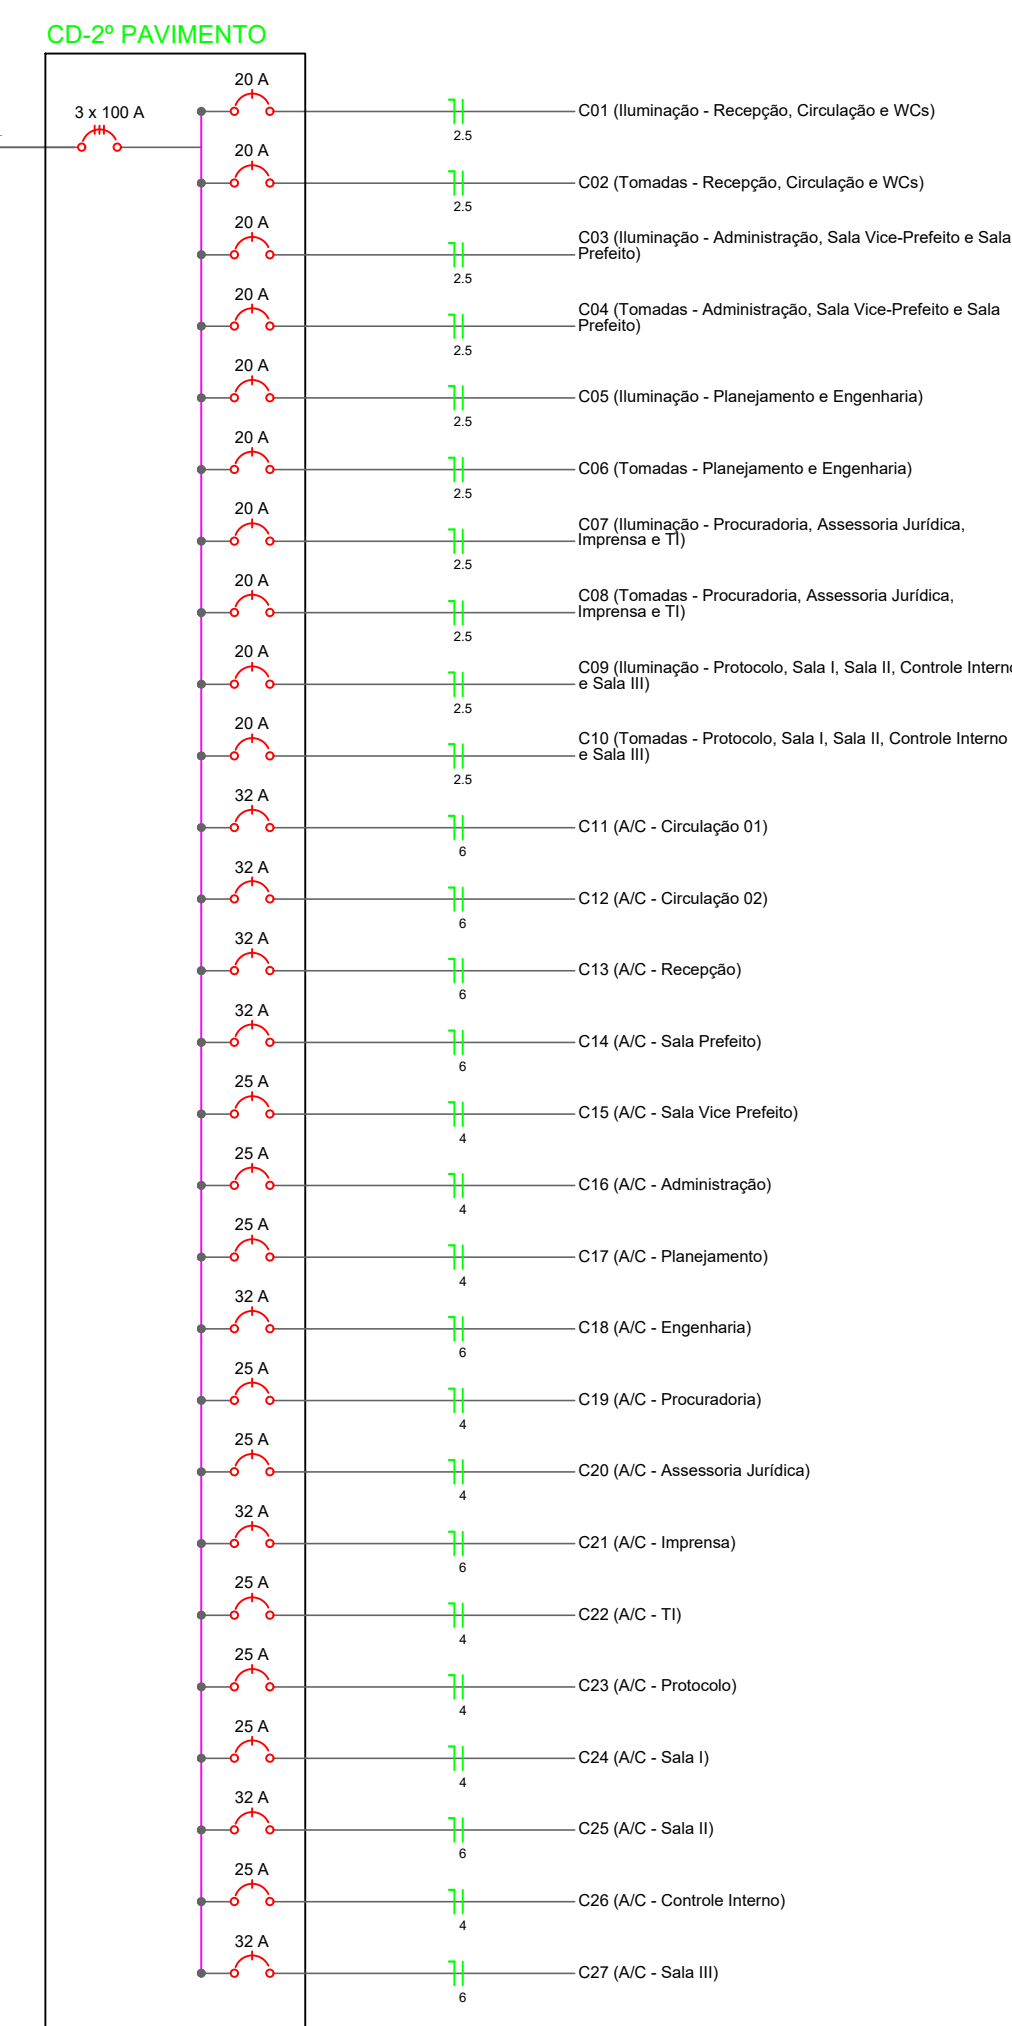 CD-2º PAVIMENTO
3 x 100 A
20 A
C01 (Iluminação - Recepção, Circulação e WCs)
2.5
20 A
C02 (Tomadas - Recepção, Circulação e WCs)
2.5
20 A
C03 (Iluminação - Administração, Sala Vice-Prefeito e Sala
Prefeito)
2.5
20 A
C04 (Tomadas - Administração, Sala Vice-Prefeito e Sala
Prefeito)
2.5
20 A
C05 (Iluminação - Planejamento e Engenharia)
2.5
20 A
C06 (Tomadas - Planejamento e Engenharia)
2.5
20 A
C07 (Iluminação - Procuradoria, Assessoria Jurídica,
Imprensa e TI)
2.5
20 A
C08 (Tomadas - Procuradoria, Assessoria Jurídica,
Imprensa e TI)
2.5
20 A
C09 (Iluminação - Protocolo, Sala I, Sala II, Controle Interno
e Sala III)
2.5
20 A
C10 (Tomadas - Protocolo, Sala I, Sala II, Controle Interno
e Sala III)
2.5
32 A
C11 (A/C - Circulação 01)
6
32 A
C12 (A/C - Circulação 02)
6
32 A
C13 (A/C - Recepção)
6
32 A
C14 (A/C - Sala Prefeito)
6
25 A
C15 (A/C - Sala Vice Prefeito)
4
25 A
C16 (A/C - Administração)
4
25 A
C17 (A/C - Planejamento)
4
32 A
C18 (A/C - Engenharia)
6
25 A
C19 (A/C - Procuradoria)
4
25 A
C20 (A/C - Assessoria Jurídica)
4
32 A
C21 (A/C - Imprensa)
6
25 A
C22 (A/C - TI)
4
25 A
C23 (A/C - Protocolo)
4
25 A
C24 (A/C - Sala I)
4
32 A
C25 (A/C - Sala II)
6
25 A
C26 (A/C - Controle Interno)
4
32 A
C27 (A/C - Sala III)
6